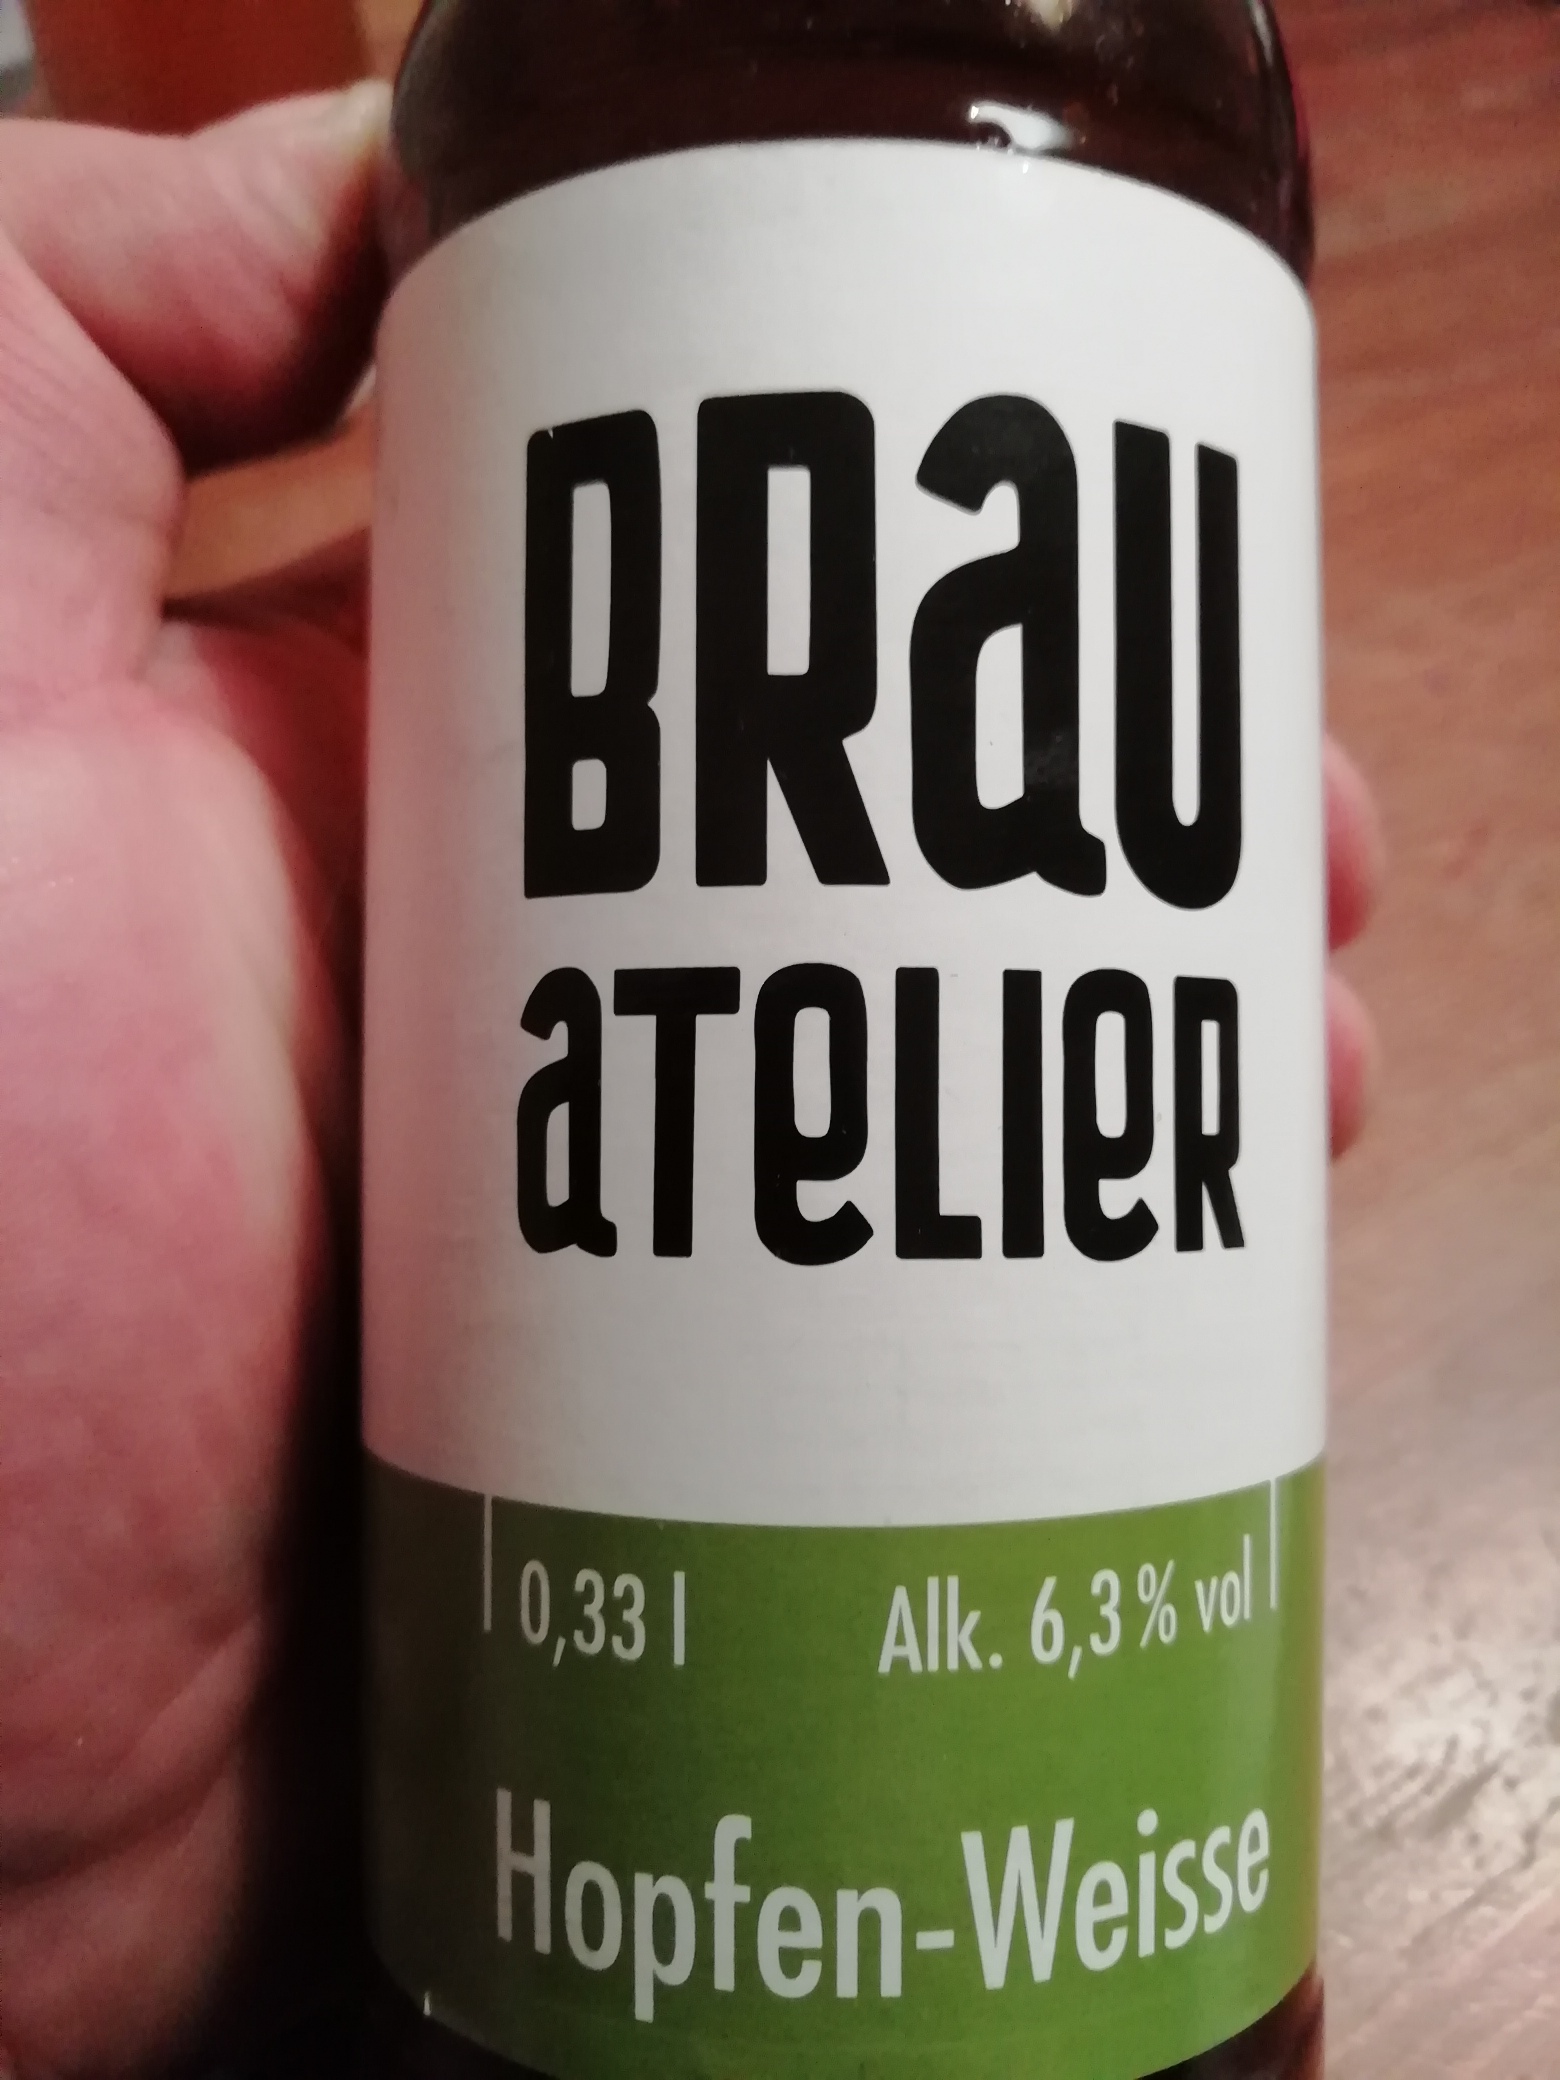 BRaU
aTeLIeR
0,33 l Alk. 6,3 % vol
Hopfen-Weisse